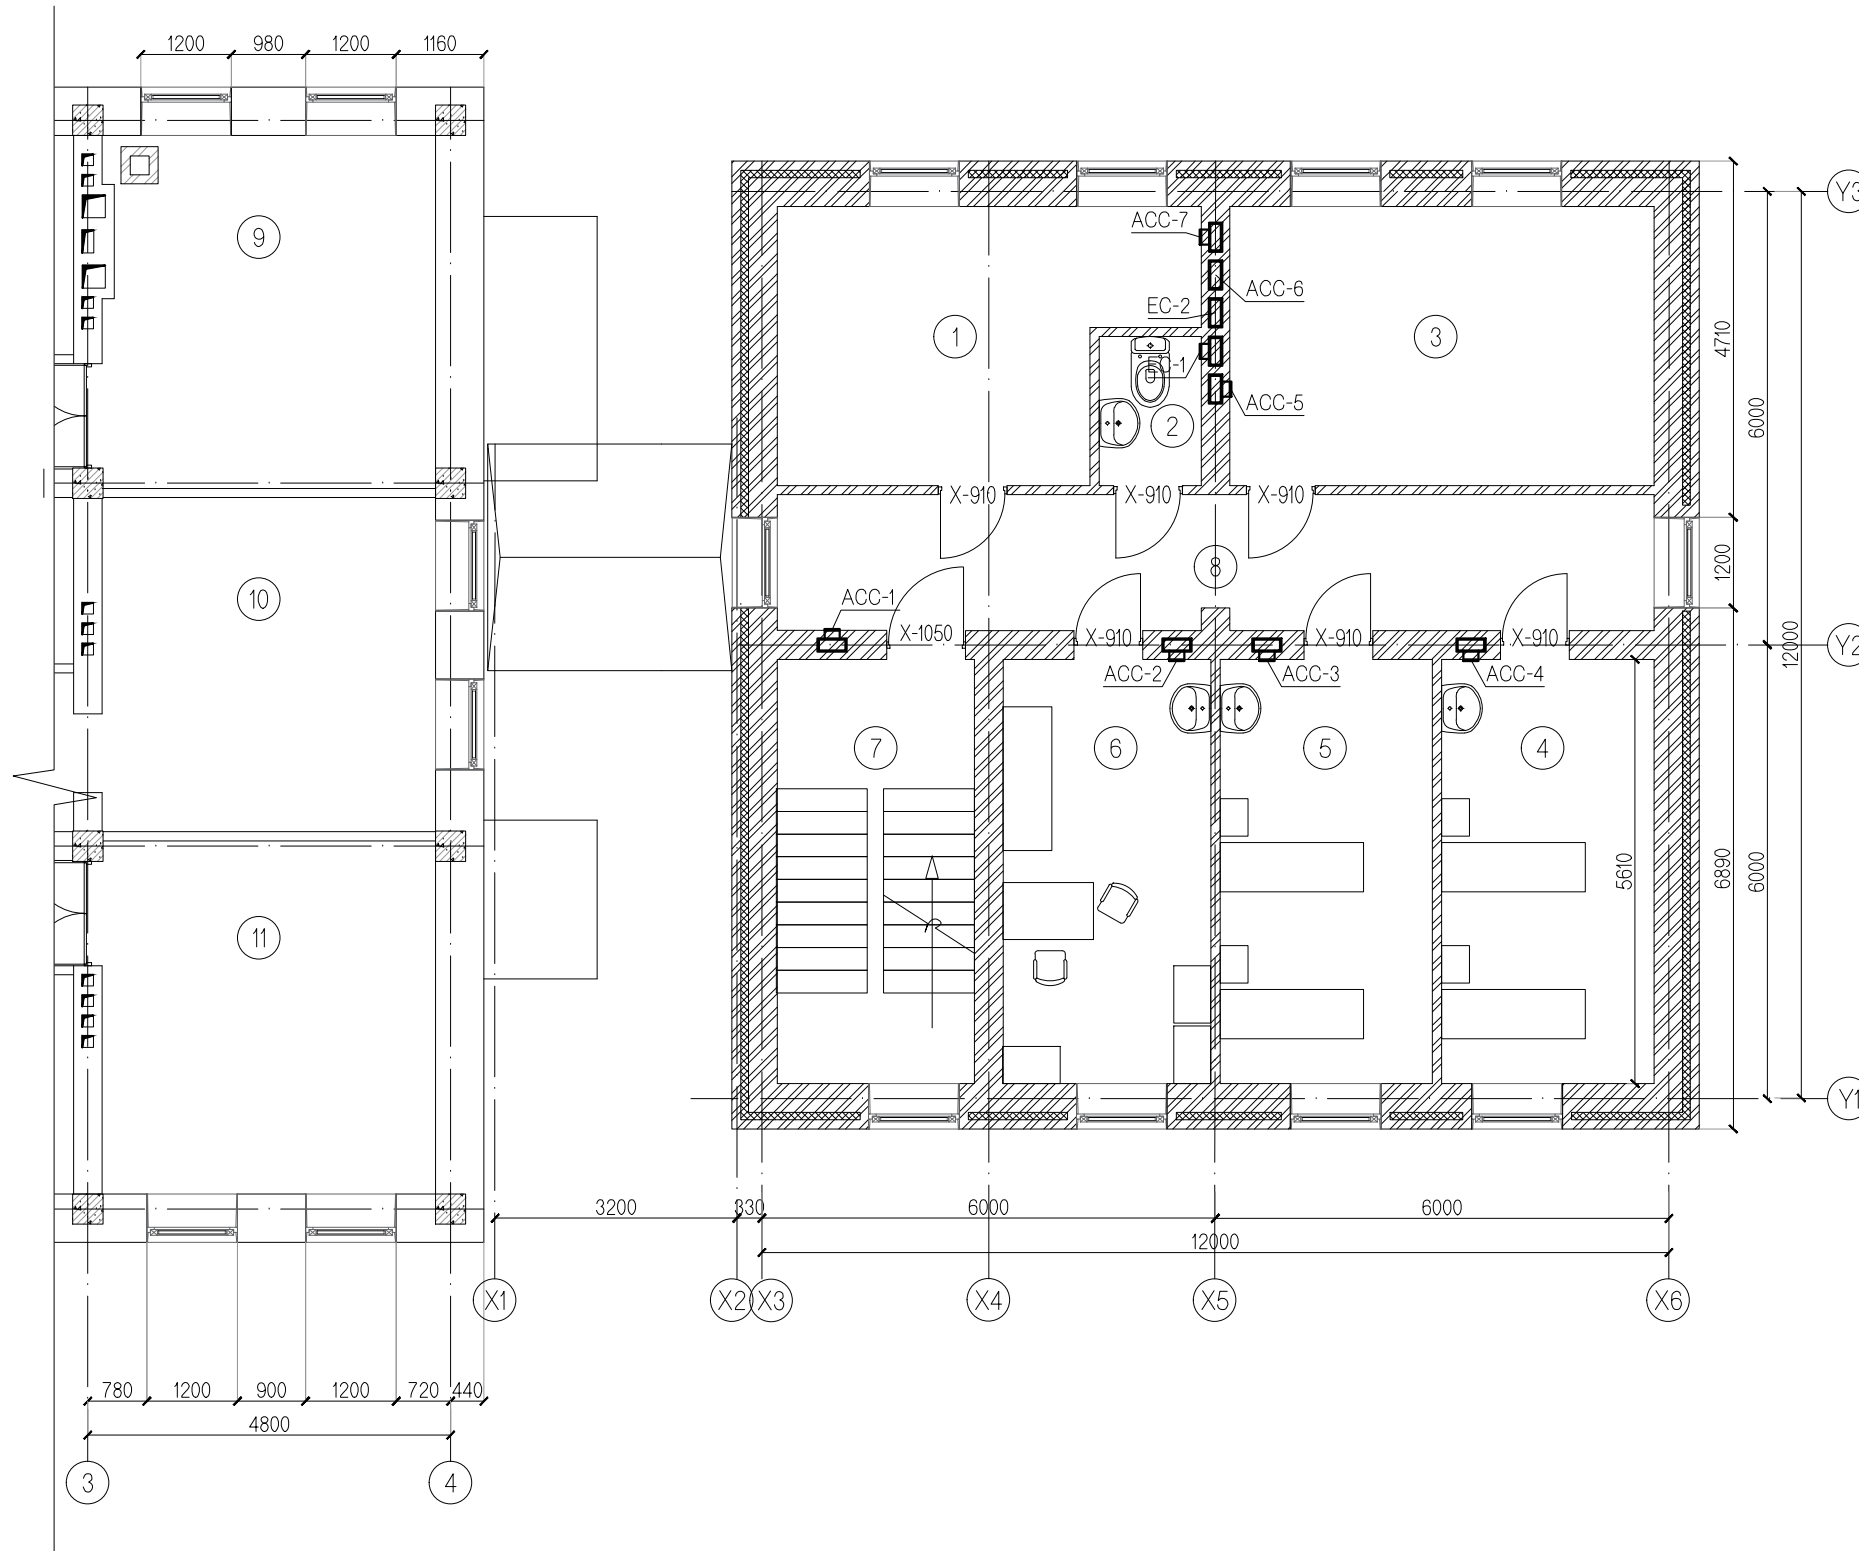 1200 980 1200 1160
9
ACC-7
ACC-6
EC-2
1
3
EC-1
ACC-5
2
X-910 X-910 X-910
8
10
ACC-1
X-1050 X-910 X-910 X-910
ACC-2 ACC-3 ACC-4
7 6 5 4
11
Y3
4710
6000
1200
12000
Y2
5610
6890
6000
Y1
3200 330 6000 6000
12000
X1 X2 X3 X4 X5 X6
780 1200 900 1200 720 440
4800
3 4